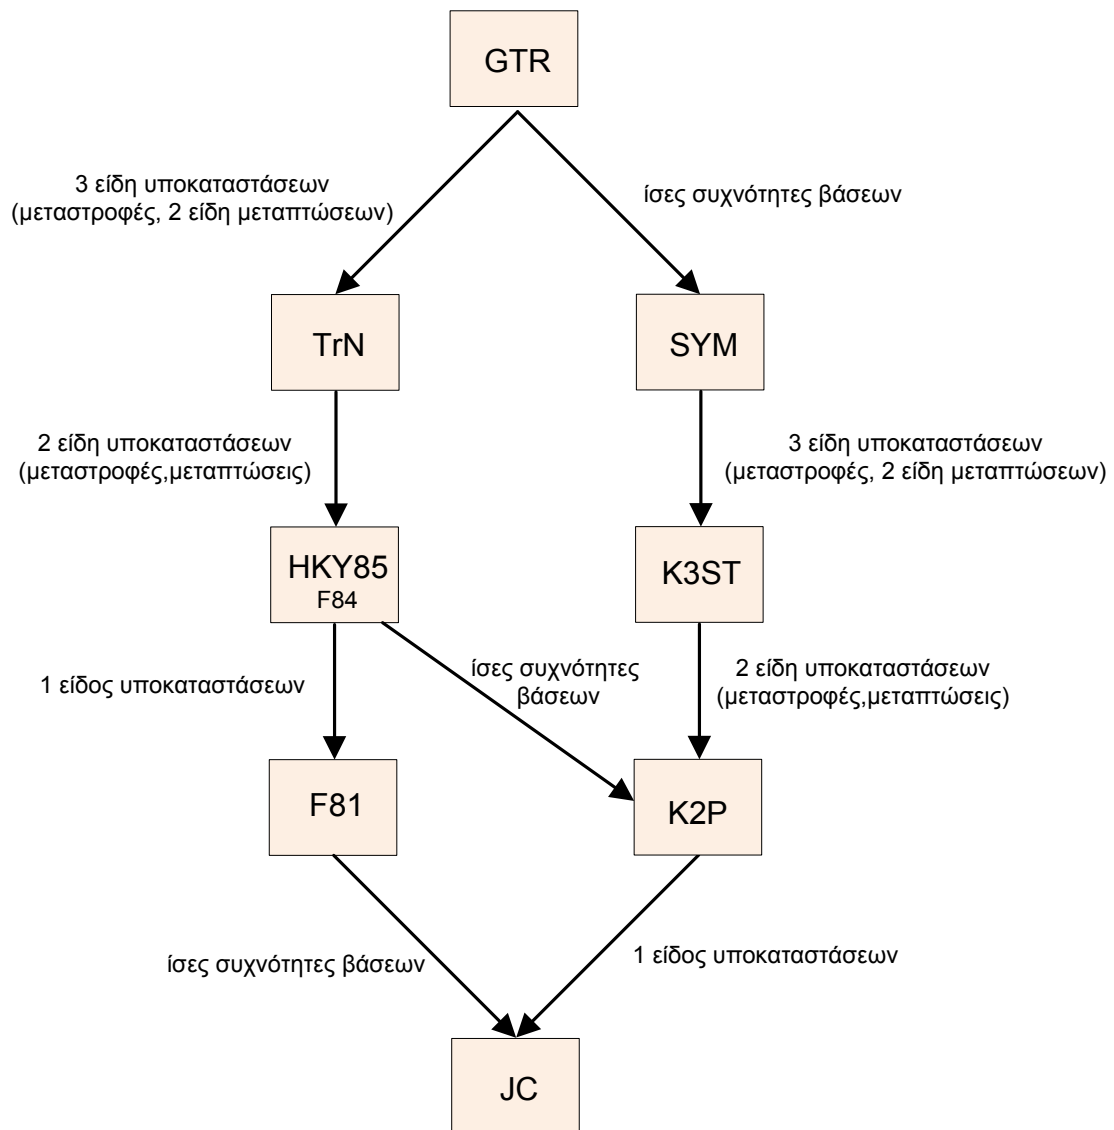 GTR
3 είδη υποκαταστάσεων
(μεταστροφές, 2 είδη μεταπτώσεων)
ίσες συχνότητες βάσεων
TrN
SYM
2 είδη υποκαταστάσεων
(μεταστροφές,μεταπτώσεις)
3 είδη υποκαταστάσεων
(μεταστροφές, 2 είδη μεταπτώσεων)
HKY85
F84
K3ST
1 είδος υποκαταστάσεων
ίσες συχνότητες
βάσεων
2 είδη υποκαταστάσεων
(μεταστροφές,μεταπτώσεις)
F81
K2P
ίσες συχνότητες βάσεων
1 είδος υποκαταστάσεων
JC